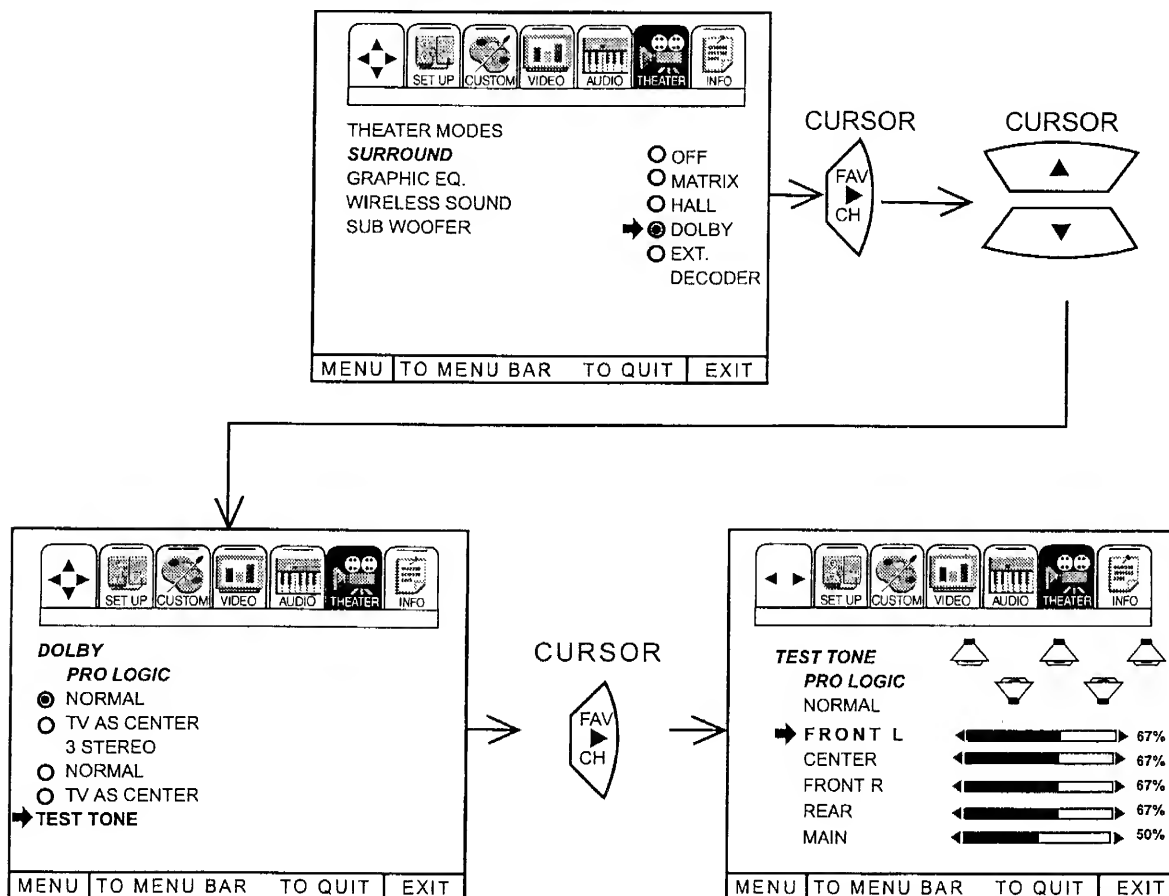 SET UP CUSTOM VIDEO AUDIO THEATER INFO
THEATER MODES
SURROUND
GRAPHIC EQ.
WIRELESS SOUND
SUB WOOFER
OFF
MATRIX
HALL
DOLBY
EXT.
DECODER
MENU TO MENU BAR TO QUIT EXIT
CURSOR
FAV
CH
CURSOR
SET UP CUSTOM VIDEO AUDIO THEATER INFO
DOLBY
PRO LOGIC
NORMAL
TV AS CENTER
3 STEREO
NORMAL
TV AS CENTER
TEST TONE
MENU TO MENU BAR TO QUIT EXIT
CURSOR
FAV
CH
SET UP CUSTOM VIDEO AUDIO THEATER INFO
TEST TONE
PRO LOGIC
NORMAL
FRONT L 67%
CENTER 67%
FRONT R 67%
REAR 67%
MAIN 50%
MENU TO MENU BAR TO QUIT EXIT